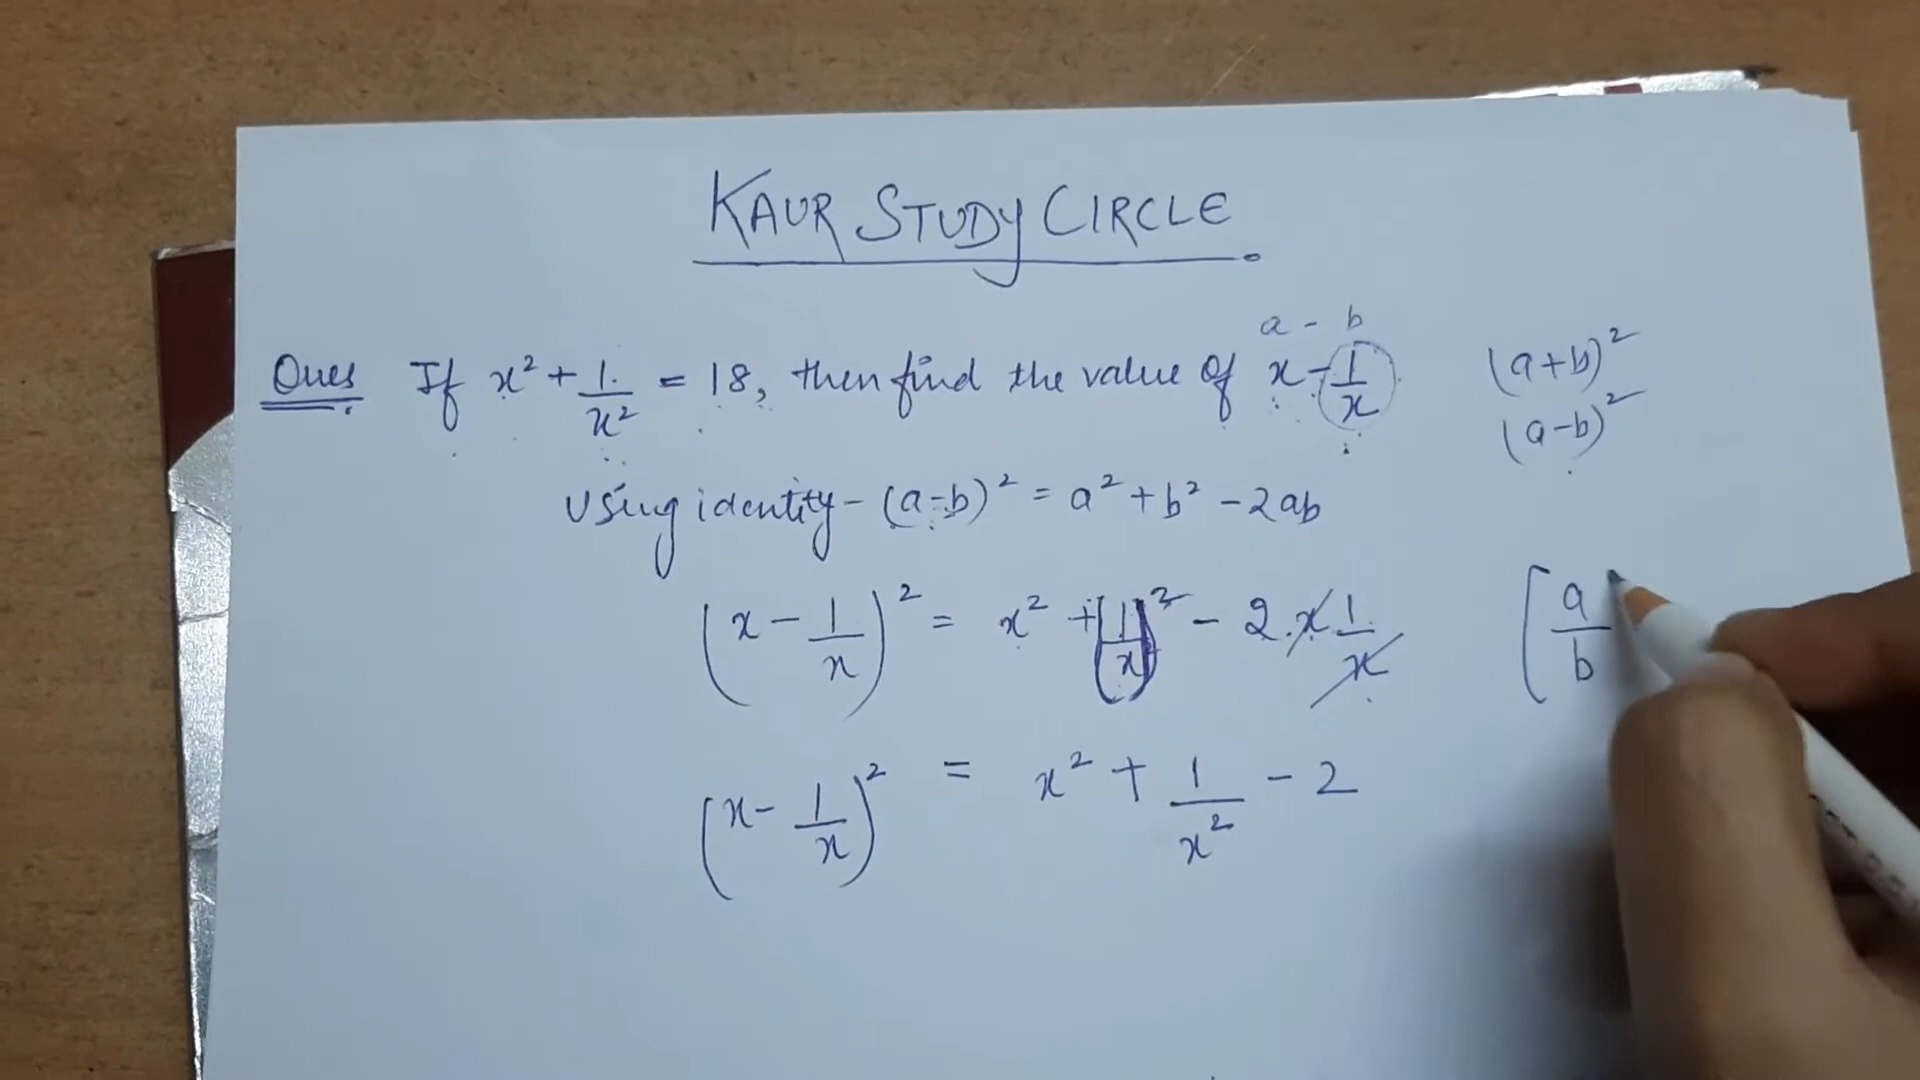 KAUR STUDY CIRCLE
a - b
Ques If x² + 1/x² = 18, then find the value of x - 1/x
(a+b)²
(a-b)²
Using identity - (a-b)² = a² + b² - 2ab
(x - 1/x)² = x² + (1/x)² - 2.x 1/x
(a/b
(x - 1/x)² = x² + 1/x² - 2